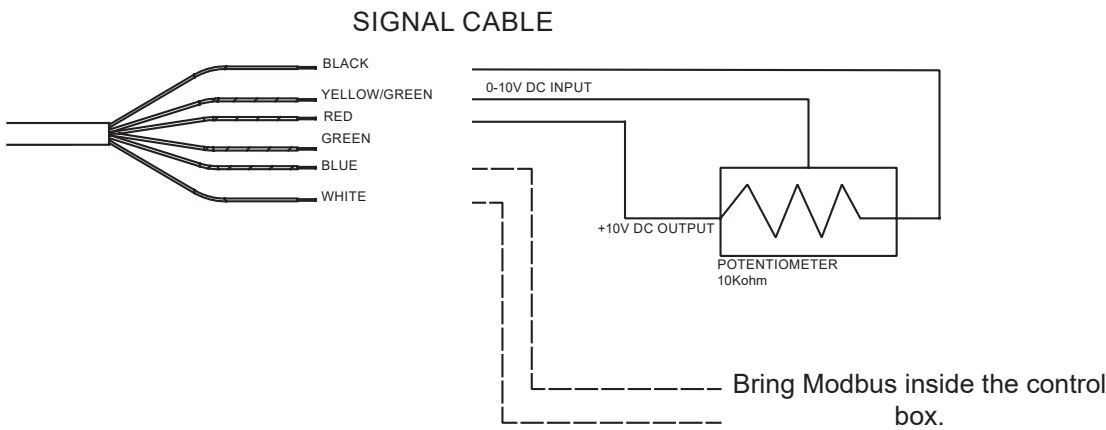 SIGNAL CABLE
BLACK
YELLOW/GREEN
0-10V DC INPUT
RED
GREEN
BLUE
WHITE
+10V DC OUTPUT
POTENTIOMETER
10Kohm
Bring Modbus inside the control
box.